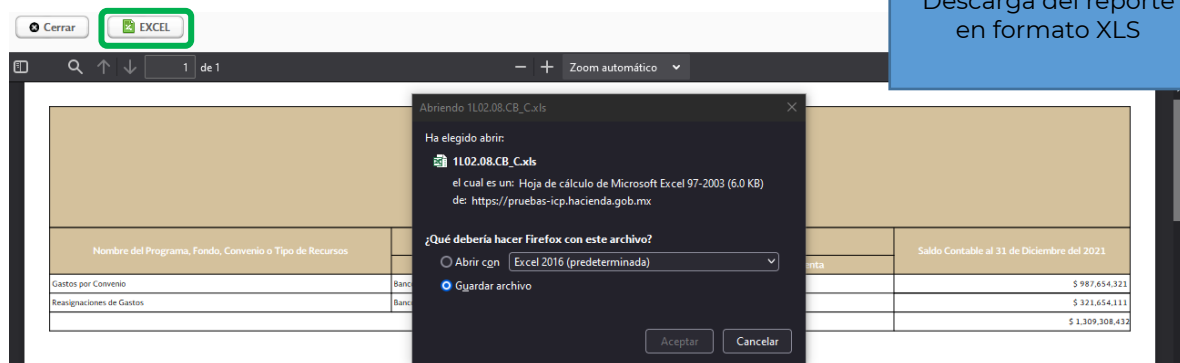 Descarga del reporte
en formato XLS
Cerrar EXCEL
1 de 1 Zoom automático
Abriendo 1L02.08.CB_C.xls
Ha elegido abrir:
1L02.08.CB_C.xls
el cual es un: Hoja de cálculo de Microsoft Excel 97-2003 (6.0 KB)
de: https://pruebas-icp.hacienda.gob.mx
¿Qué debería hacer Firefox con este archivo?
Abrir con Excel 2016 (predeterminada)
Guardar archivo
Aceptar Cancelar
Nombre del Programa, Fondo, Convenio o Tipo de Recursos Saldo Contable al 31 de Diciembre del 2021
Gastos por Convenio $ 987,654,321
Reasignaciones de Gastos $ 321,654,111
$ 1,309,308,432